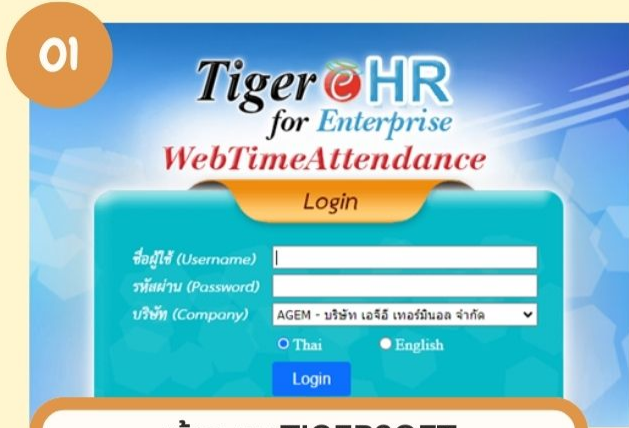 01
Tiger eHR
for Enterprise
WebTimeAttendance
Login
ชื่อผู้ใช้ (Username)
รหัสผ่าน (Password)
บริษัท (Company) AGEM - บริษัท เอจีอี เทอร์มินอล จำกัด
Thai English
Login
TIGERSOFT